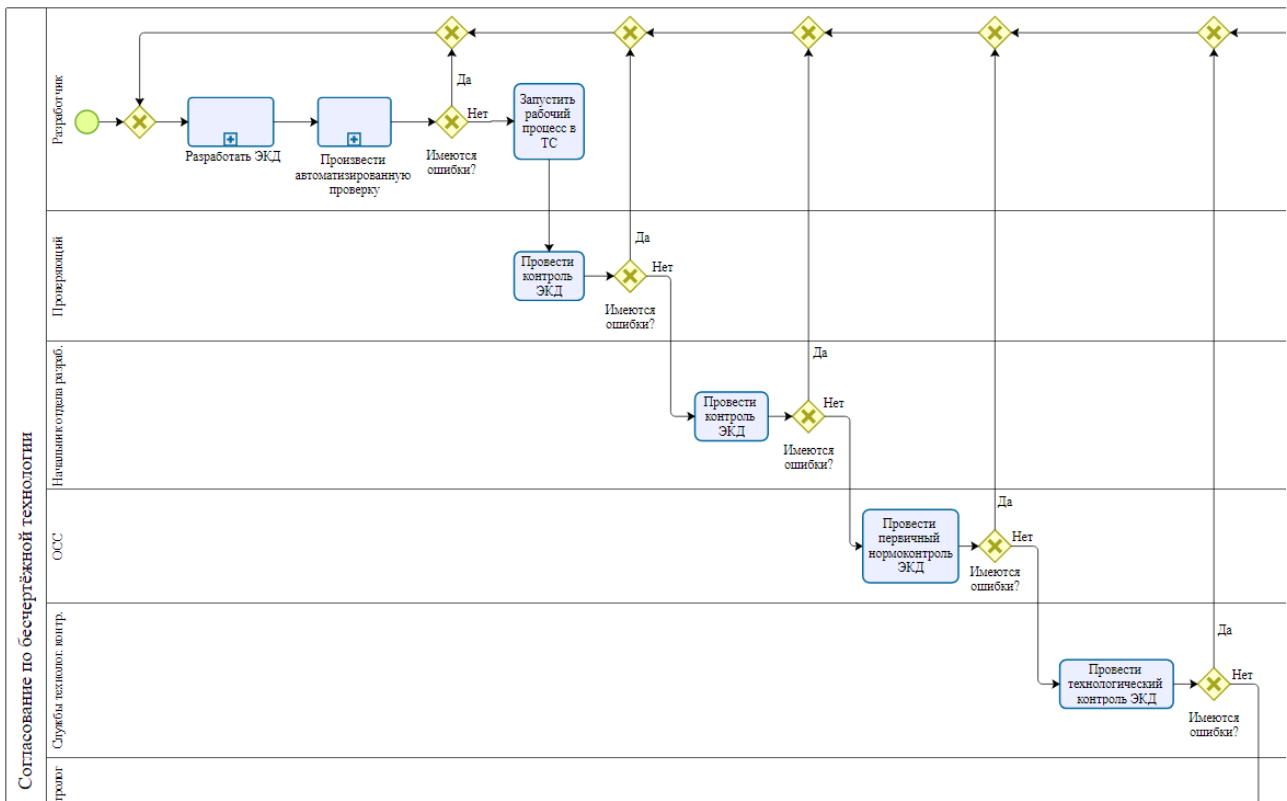 Согласование по бесчертёжной технологии
Разработчик
Да
Нет
Запустить
рабочий
процесс в
ТС
Разработать ЭКД
Произвести
автоматизированную
проверку
Имеются
ошибки?
Проверяющий
Провести
контроль
ЭКД
Да
Нет
Имеются
ошибки?
Начальник отдела разраб.
Провести
контроль
ЭКД
Да
Нет
Имеются
ошибки?
ОСС
Провести
первичный
нормоконтроль
ЭКД
Да
Нет
Имеются
ошибки?
Службы технолог. контр.
Провести
технологический
контроль ЭКД
Да
Нет
Имеются
ошибки?
тролог